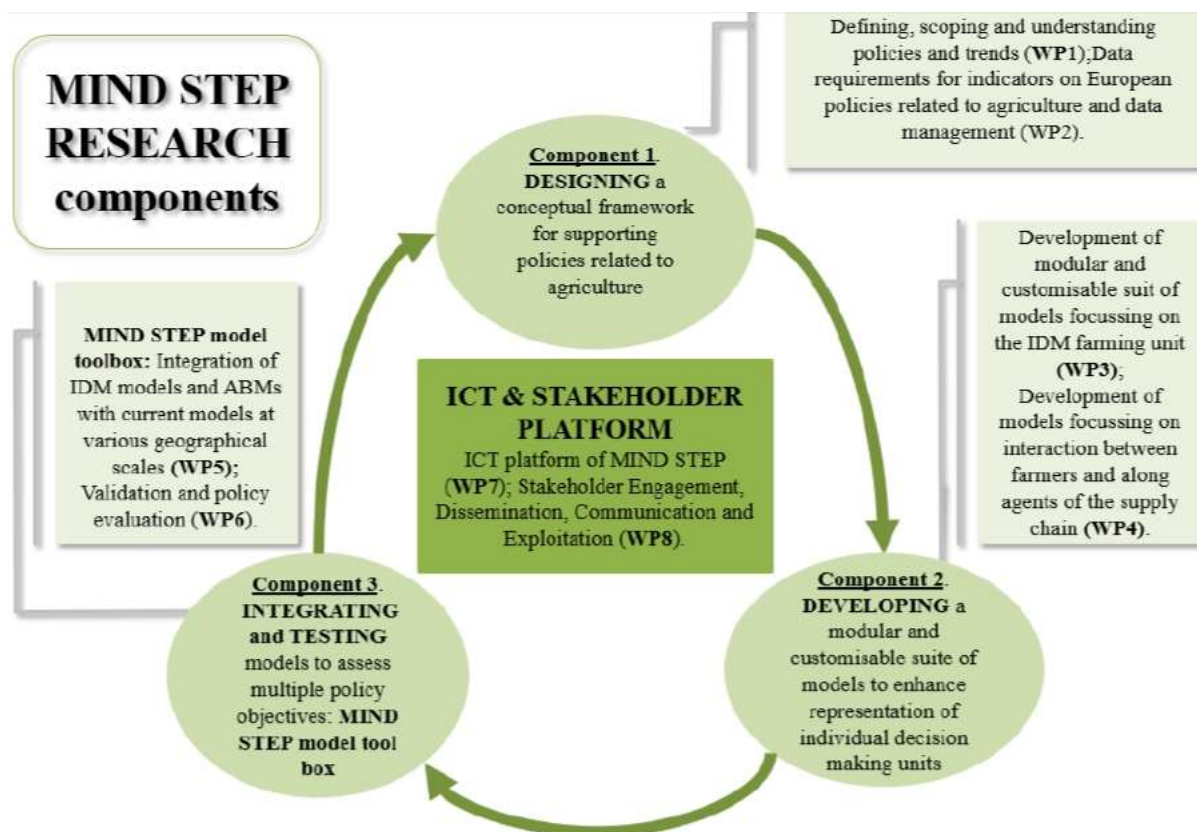 MIND STEP
RESEARCH
components
Defining, scoping and understanding
policies and trends (WP1);Data
requirements for indicators on European
policies related to agriculture and data
management (WP2).
Component 1.
DESIGNING a
conceptual framework
for supporting
policies related to
agriculture
Development of
modular and
customisable suit of
models focussing on
the IDM farming unit
(WP3);
Development of
models focussing on
interaction between
farmers and along
agents of the supply
chain (WP4).
MIND STEP model
toolbox: Integration of
IDM models and ABMs
with current models at
various geographical
scales (WP5);
Validation and policy
evaluation (WP6).
ICT & STAKEHOLDER
PLATFORM
ICT platform of MIND STEP
(WP7); Stakeholder Engagement,
Dissemination, Communication and
Exploitation (WP8).
Component 2.
DEVELOPING a
modular and
customisable suite of
models to enhance
representation of
individual decision
making units
Component 3.
INTEGRATING
and TESTING
models to assess
multiple policy
objectives: MIND
STEP model tool
box